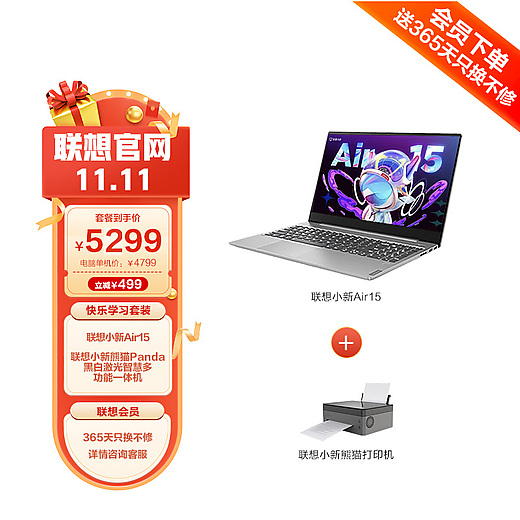 会员下单
送365天只换不修
联想官网
11.11
套餐到手价
¥5299
电脑单机价：¥4799
立减¥499
快乐学习套装
联想小新Air15
联想小新熊猫Panda
黑白激光智慧多
功能一体机
联想会员
365天只换不修
详情咨询客服
Air 15
联想小新Air15
+
联想小新熊猫打印机